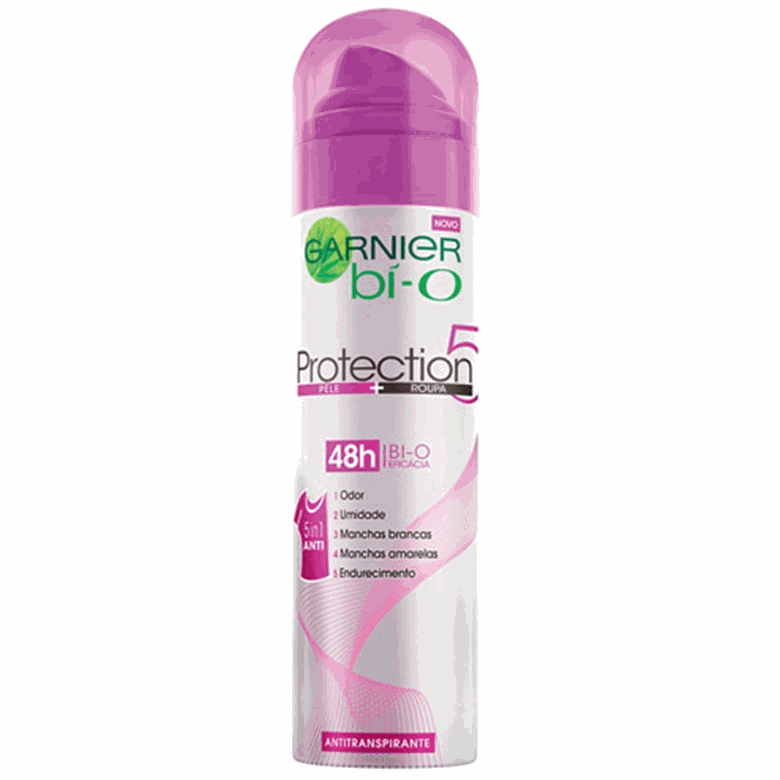 NOVO
GARNIER
bí-O
Protection 5
PELE + ROUPA
48h BI-O
EFICÁCIA
1 Odor
2 Umidade
3 Manchas brancas
4 Manchas amarelas
5 Endurecimento
5 in 1
ANTI
ANTITRANSPIRANTE